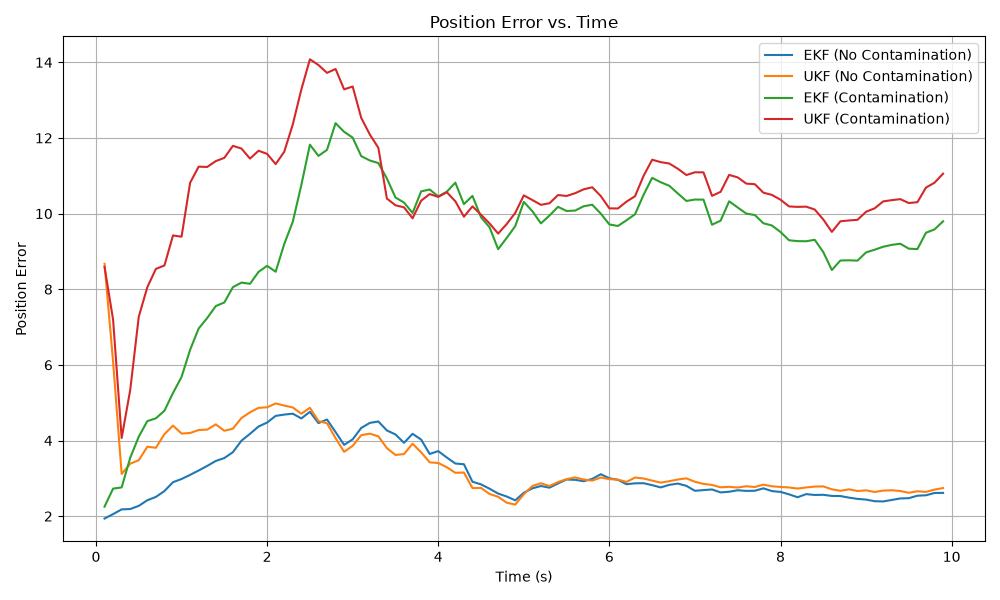 Position Error vs. Time
EKF (No Contamination)
UKF (No Contamination)
EKF (Contamination)
UKF (Contamination)
Position Error
14
12
10
8
6
4
2
0 2 4 6 8 10
Time (s)